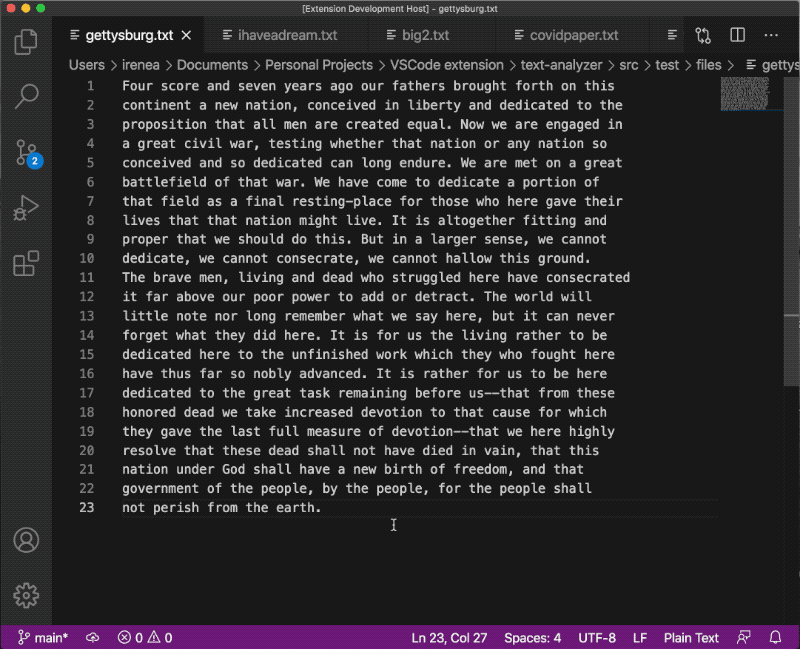 [Extension Development Host] - gettysburg.txt
gettysburg.txt ihaveadream.txt big2.txt covidpaper.txt
Users > irenea > Documents > Personal Projects > VSCode extension > text-analyzer > src > test > files > gettys
1 Four score and seven years ago our fathers brought forth on this
2 continent a new nation, conceived in liberty and dedicated to the
3 proposition that all men are created equal. Now we are engaged in
4 a great civil war, testing whether that nation or any nation so
5 conceived and so dedicated can long endure. We are met on a great
6 battlefield of that war. We have come to dedicate a portion of
7 that field as a final resting-place for those who here gave their
8 lives that that nation might live. It is altogether fitting and
9 proper that we should do this. But in a larger sense, we cannot
10 dedicate, we cannot consecrate, we cannot hallow this ground.
11 The brave men, living and dead who struggled here have consecrated
12 it far above our poor power to add or detract. The world will
13 little note nor long remember what we say here, but it can never
14 forget what they did here. It is for us the living rather to be
15 dedicated here to the unfinished work which they who fought here
16 have thus far so nobly advanced. It is rather for us to be here
17 dedicated to the great task remaining before us--that from these
18 honored dead we take increased devotion to that cause for which
19 they gave the last full measure of devotion--that we here highly
20 resolve that these dead shall not have died in vain, that this
21 nation under God shall have a new birth of freedom, and that
22 government of the people, by the people, for the people shall
23 not perish from the earth.
2
main* 0 0 Ln 23, Col 27 Spaces: 4 UTF-8 LF Plain Text